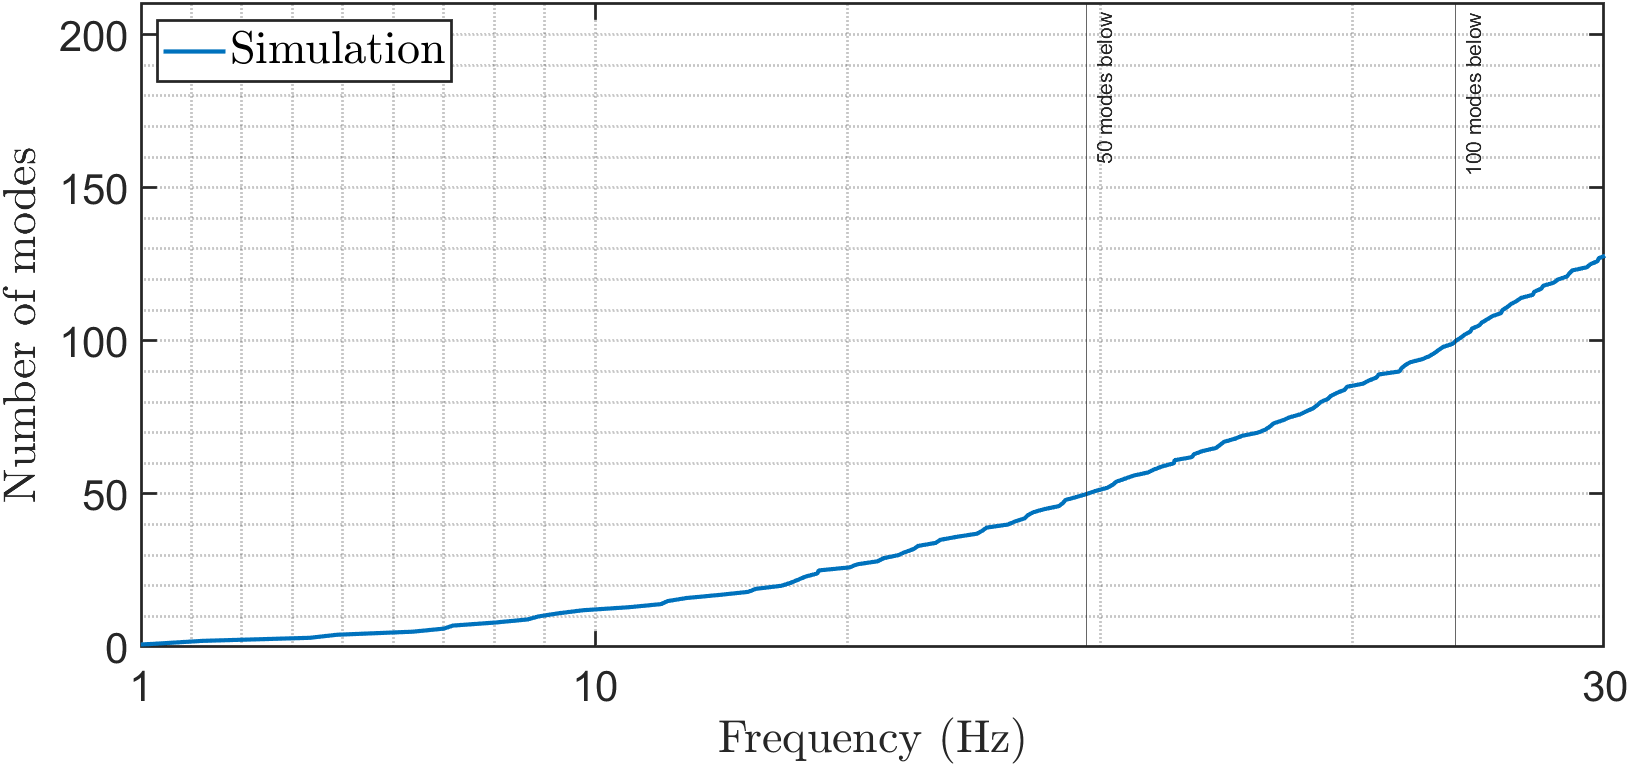 Simulation
50 modes below
100 modes below
Number of modes
200
150
100
50
0
1
10
30
Frequency (Hz)